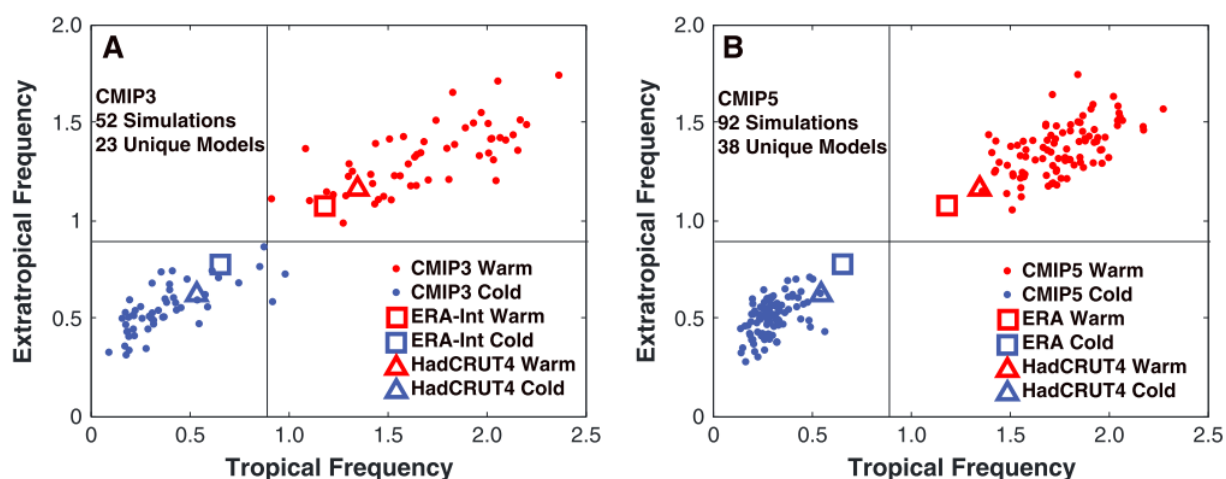 A
CMIP3
52 Simulations
23 Unique Models
2.0
1.5
1
0.5
0
0
0.5
1.0
1.5
2.0
2.5
Extratropical Frequency
Tropical Frequency
CMIP3 Warm
CMIP3 Cold
ERA-Int Warm
ERA-Int Cold
HadCRUT4 Warm
HadCRUT4 Cold
B
CMIP5
92 Simulations
38 Unique Models
2.0
1.5
1
0.5
0
0
0.5
1.0
1.5
2.0
2.5
Extratropical Frequency
Tropical Frequency
CMIP5 Warm
CMIP5 Cold
ERA Warm
ERA Cold
HadCRUT4 Warm
HadCRUT4 Cold